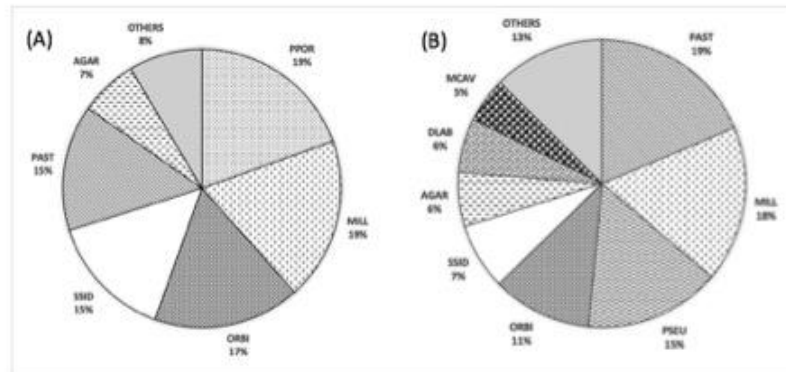 (A)
OTHERS
8%
PPOR
19%
MILL
19%
ORBI
17%
SSID
15%
PAST
15%
AGAR
7%
(B)
OTHERS
13%
PAST
19%
MILL
18%
PSEU
15%
ORBI
11%
SSID
7%
AGAR
6%
DLAB
6%
MCAV
5%